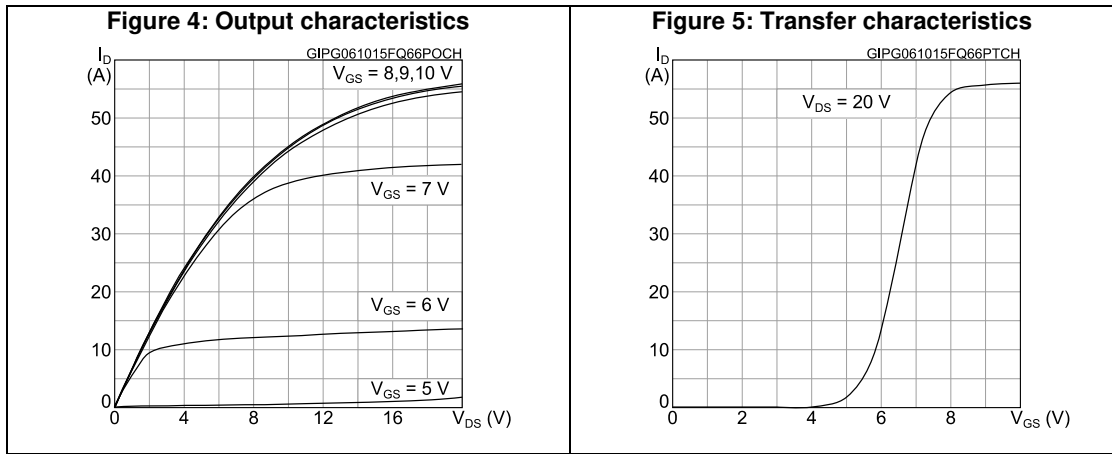 Figure 4: Output characteristics
GIPG061015FQ66POCH
I_D
(A)
V_GS = 8,9,10 V
50
40
V_GS = 7 V
30
20
V_GS = 6 V
10
V_GS = 5 V
0
0 4 8 12 16 V_DS (V)
Figure 5: Transfer characteristics
GIPG061015FQ66PTCH
I_D
(A)
V_DS = 20 V
50
40
30
20
10
0
0 2 4 6 8 V_GS (V)